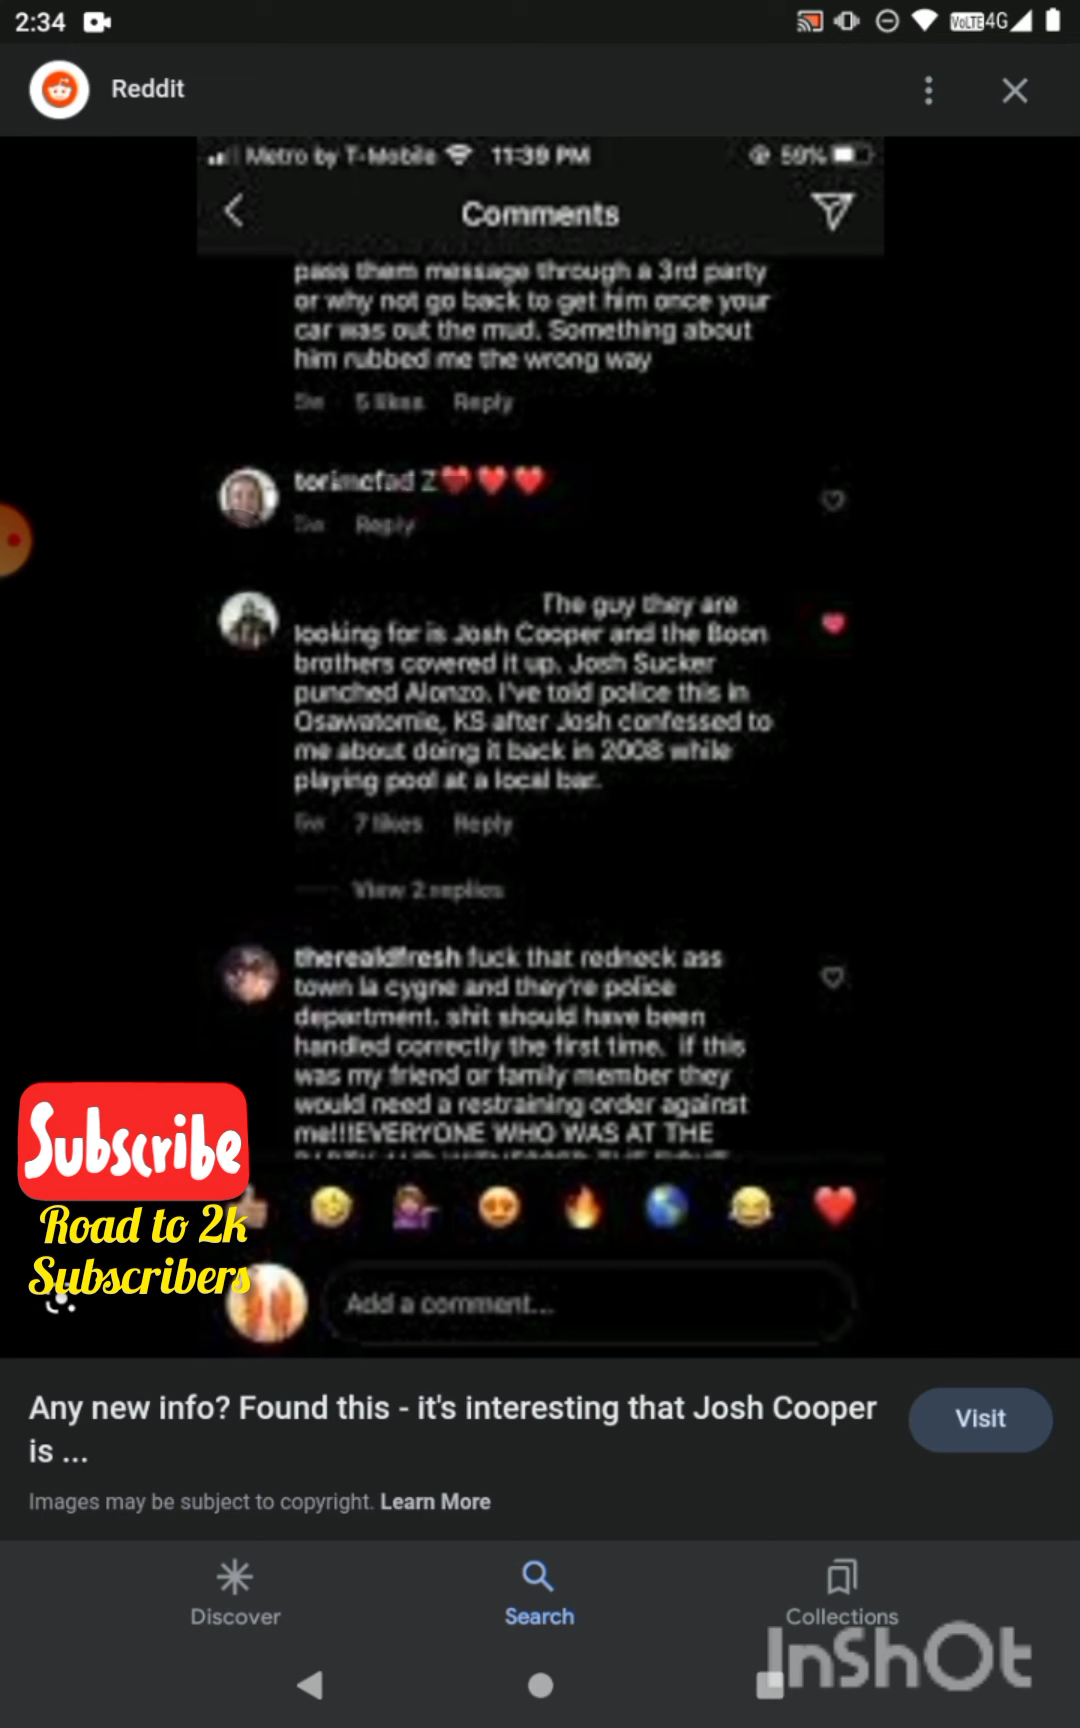 2:34
VoLTE 4G
Reddit
Metro by T-Mobile 11:39 PM 59%
Comments
pass them message through a 3rd party
or why not go back to get him once your
car was out the mud. Something about
him rubbed me the wrong way
5w 5 likes Reply
torimcfad Z❤️❤️❤️
5w Reply
The guy they are
looking for is Josh Cooper and the Boon
brothers covered it up. Josh Sucker
punched Alonzo. I've told police this in
Osawatomie, KS after Josh confessed to
me about doing it back in 2008 while
playing pool at a local bar.
5w 7 likes Reply
View 2 replies
therealdfresh fuck that redneck ass
town la cygne and they're police
department. shit should have been
handled correctly the first time. if this
was my friend or family member they
would need a restraining order against
me!!!EVERYONE WHO WAS AT THE
Subscribe
Road to 2k
Subscribers
Add a comment...
Any new info? Found this - it's interesting that Josh Cooper
is ...
Visit
Images may be subject to copyright. Learn More
Discover
Search
Collections
InShOt